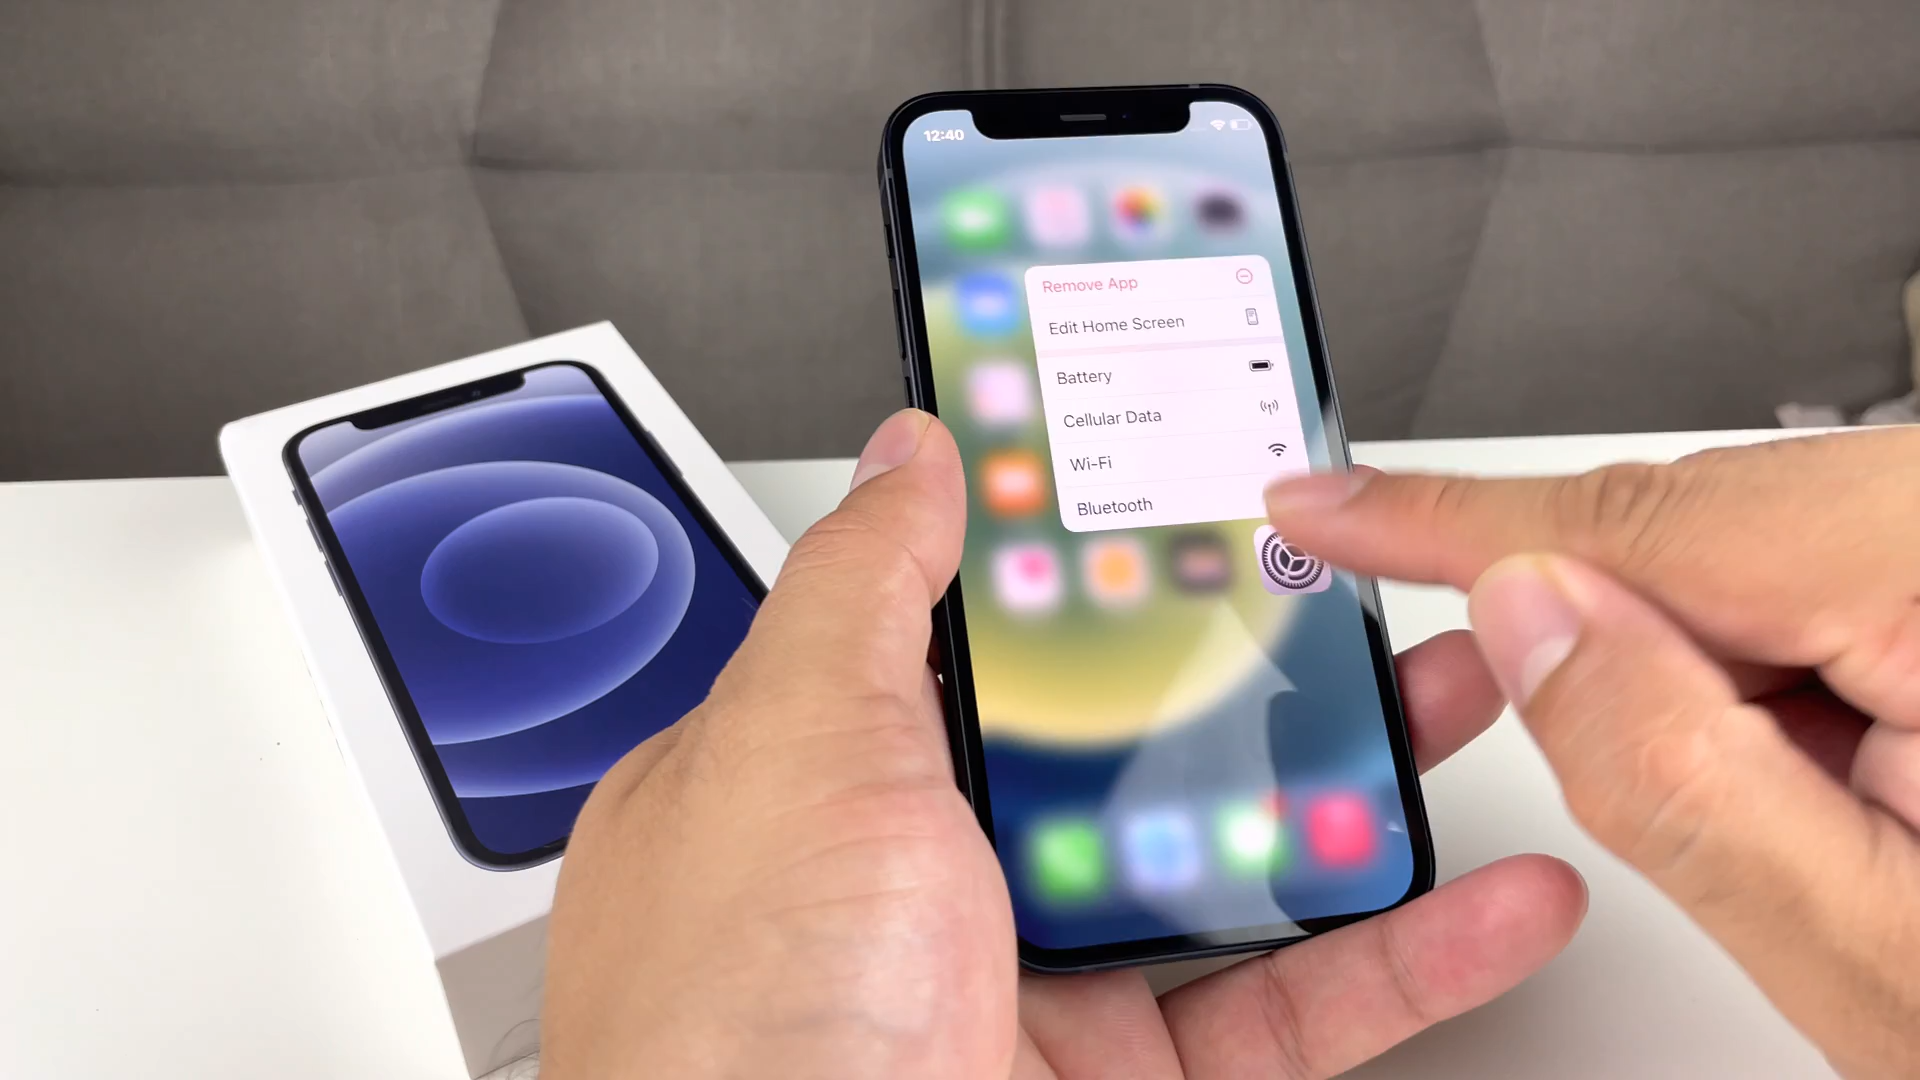 12:40
Remove App
Edit Home Screen
Battery
Cellular Data
Wi-Fi
Bluetooth